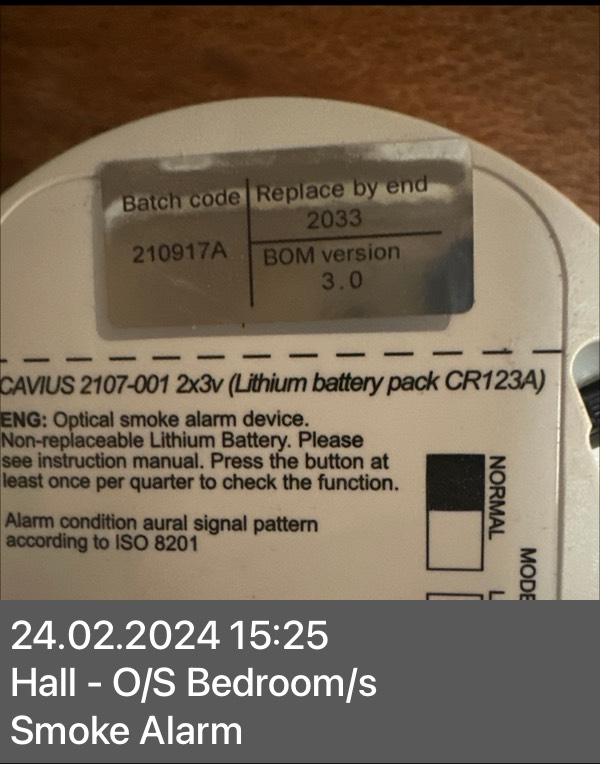 Batch code
210917A
Replace by end
2033
BOM version
3.0
CAVIUS 2107-001 2x3v (Lithium battery pack CR123A)
ENG: Optical smoke alarm device.
Non-replaceable Lithium Battery. Please
see instruction manual. Press the button at
least once per quarter to check the function.
Alarm condition aural signal pattern
according to ISO 8201
NORMAL
MODE
24.02.2024 15:25
Hall - O/S Bedroom/s
Smoke Alarm